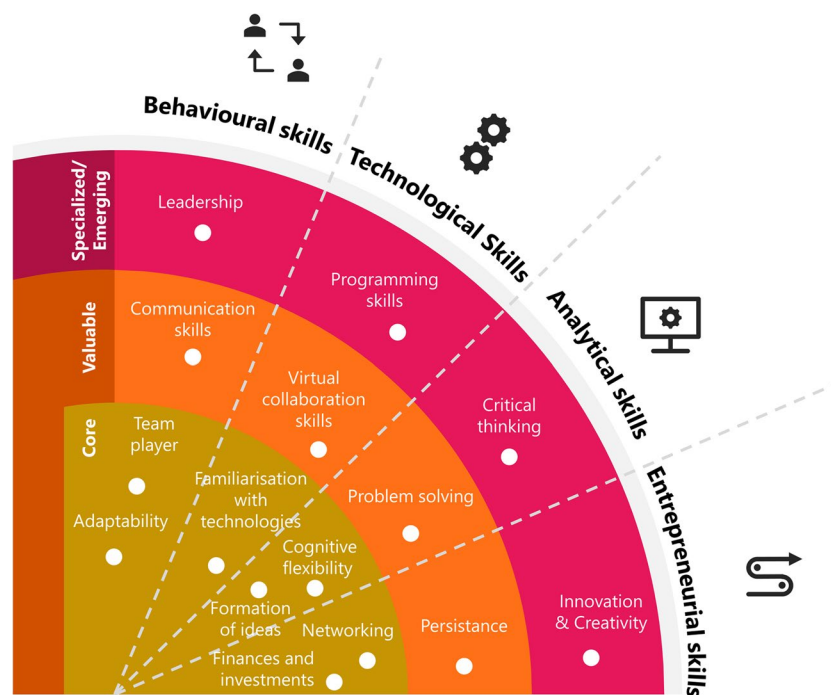 Behavioural skills
Technological Skills
Analytical skills
Entrepreneurial skills
Specialized/
Emerging
Leadership
Programming
skills
Critical
thinking
Innovation
& Creativity
Valuable
Communication
skills
Virtual
collaboration
skills
Problem solving
Persistance
Core
Team
player
Adaptability
Familiarisation
with
technologies
Cognitive
flexibility
Formation
of ideas
Networking
Finances and
investments